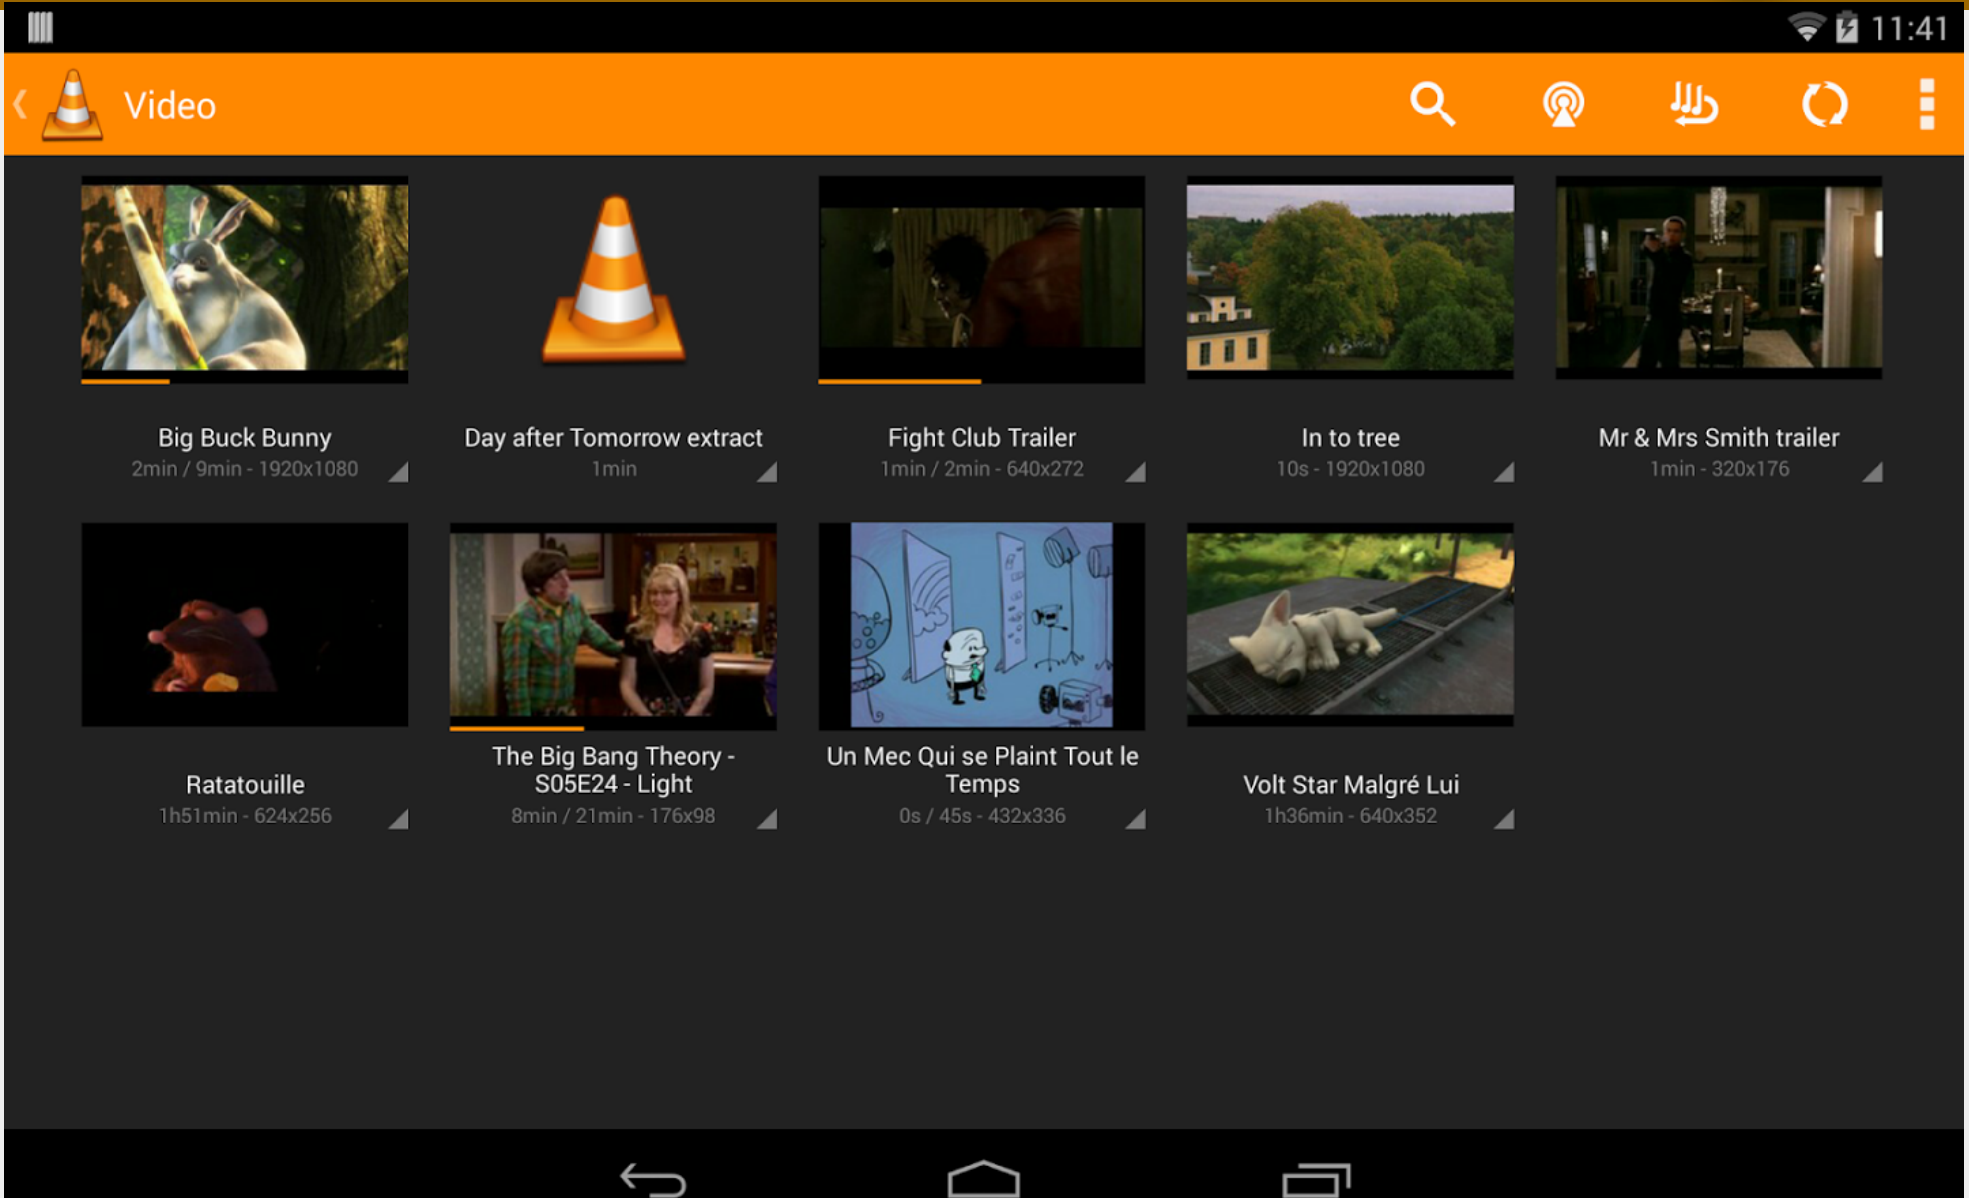 11:41
Video
Big Buck Bunny
2min / 9min - 1920x1080
Day after Tomorrow extract
1min
Fight Club Trailer
1min / 2min - 640x272
In to tree
10s - 1920x1080
Mr & Mrs Smith trailer
1min - 320x176
Ratatouille
1h51min - 624x256
The Big Bang Theory -
S05E24 - Light
8min / 21min - 176x98
Un Mec Qui se Plaint Tout le
Temps
0s / 45s - 432x336
Volt Star Malgré Lui
1h36min - 640x352